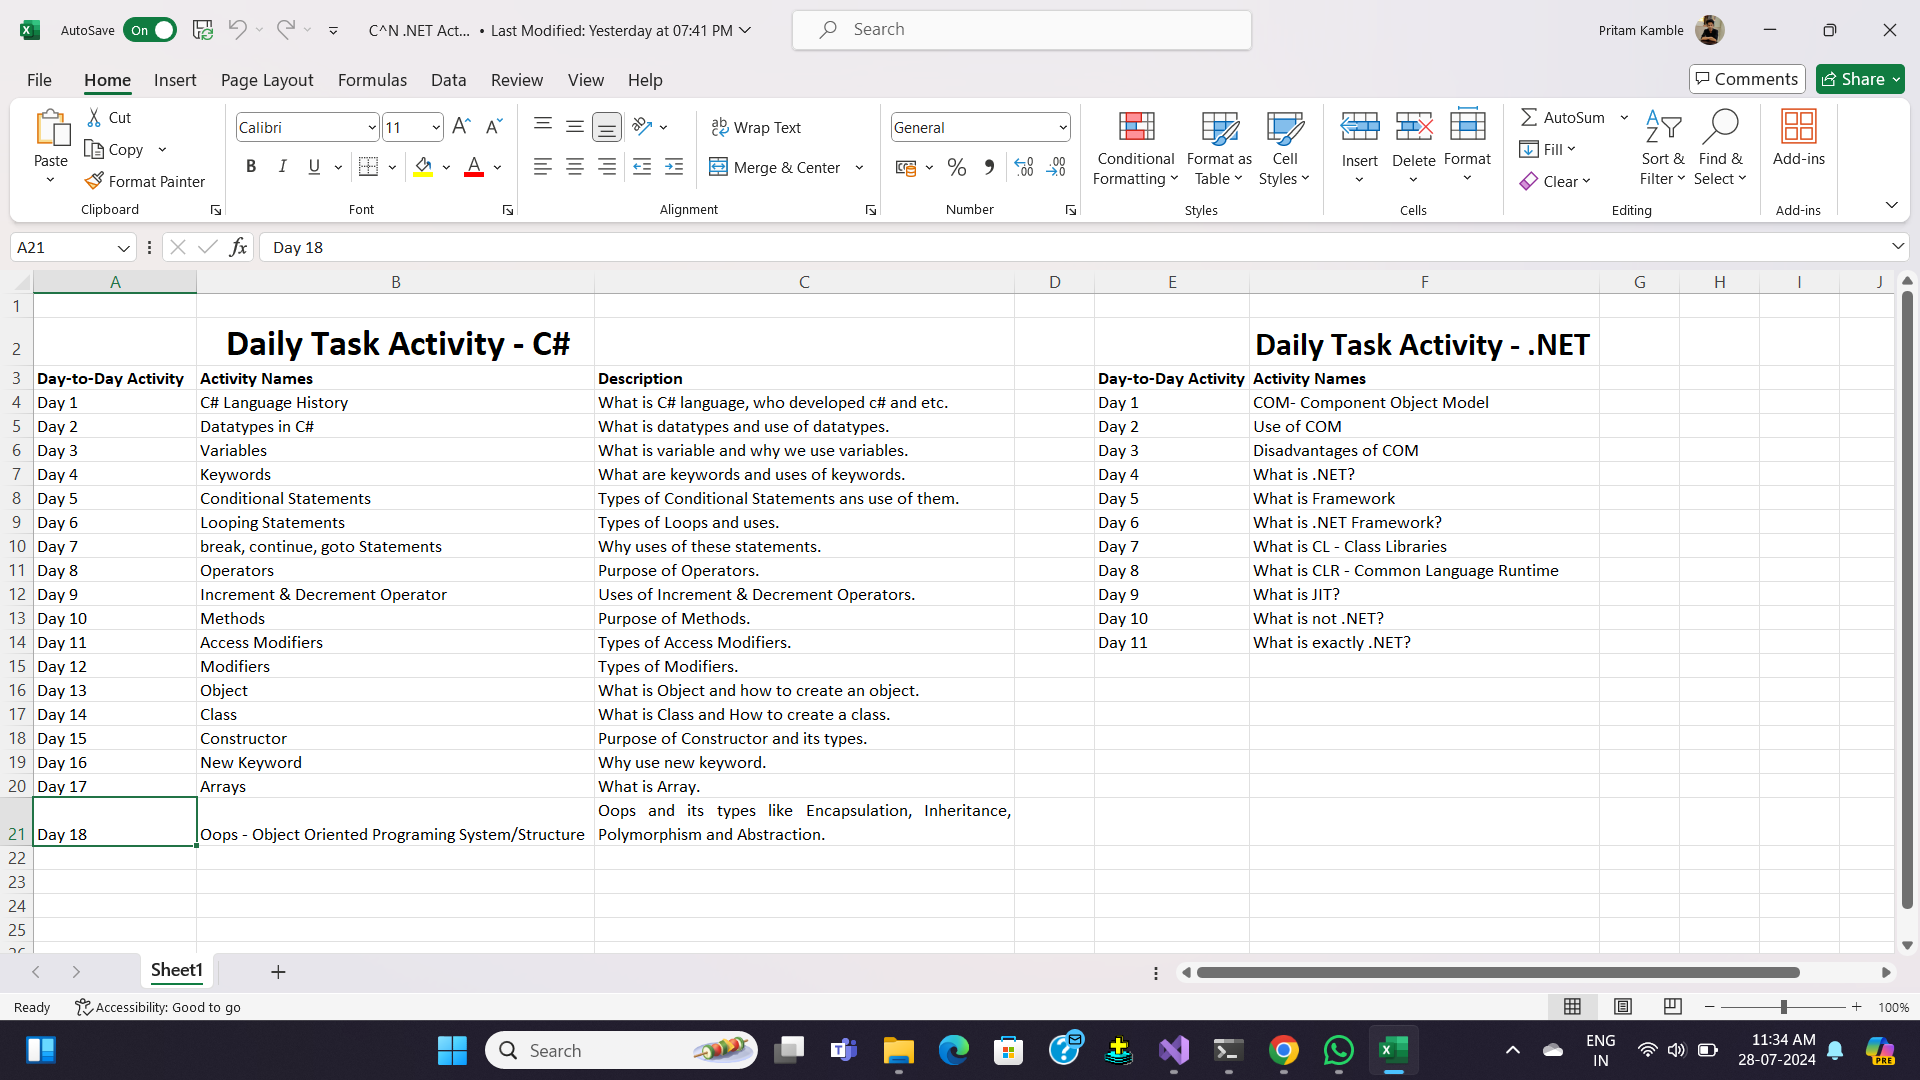 AutoSave On C^N .NET Act... • Last Modified: Yesterday at 07:41 PM Search Pritam Kamble
File Home Insert Page Layout Formulas Data Review View Help Comments Share
Paste Cut Copy Format Painter Clipboard
Calibri 11 B I U A Font
Wrap Text Merge & Center Alignment
General % Number
Conditional Formatting Format as Table Cell Styles Styles
Insert Delete Format Cells
AutoSum Fill Clear Sort & Filter Find & Select Editing
Add-ins Add-ins
A21 fx Day 18
A B C D E F G H I J
1
2 Daily Task Activity - C# Daily Task Activity - .NET
3 Day-to-Day Activity Activity Names Description Day-to-Day Activity Activity Names
4 Day 1 C# Language History What is C# language, who developed c# and etc. Day 1 COM- Component Object Model
5 Day 2 Datatypes in C# What is datatypes and use of datatypes. Day 2 Use of COM
6 Day 3 Variables What is variable and why we use variables. Day 3 Disadvantages of COM
7 Day 4 Keywords What are keywords and uses of keywords. Day 4 What is .NET?
8 Day 5 Conditional Statements Types of Conditional Statements ans use of them. Day 5 What is Framework
9 Day 6 Looping Statements Types of Loops and uses. Day 6 What is .NET Framework?
10 Day 7 break, continue, goto Statements Why uses of these statements. Day 7 What is CL - Class Libraries
11 Day 8 Operators Purpose of Operators. Day 8 What is CLR - Common Language Runtime
12 Day 9 Increment & Decrement Operator Uses of Increment & Decrement Operators. Day 9 What is JIT?
13 Day 10 Methods Purpose of Methods. Day 10 What is not .NET?
14 Day 11 Access Modifiers Types of Access Modifiers. Day 11 What is exactly .NET?
15 Day 12 Modifiers Types of Modifiers.
16 Day 13 Object What is Object and how to create an object.
17 Day 14 Class What is Class and How to create a class.
18 Day 15 Constructor Purpose of Constructor and its types.
19 Day 16 New Keyword Why use new keyword.
20 Day 17 Arrays What is Array.
Oops and its types like Encapsulation, Inheritance,
21 Day 18 Oops - Object Oriented Programing System/Structure Polymorphism and Abstraction.
22
23
24
25
26
Sheet1
Ready Accessibility: Good to go 100%
Search ENG IN 11:34 AM 28-07-2024 PRE